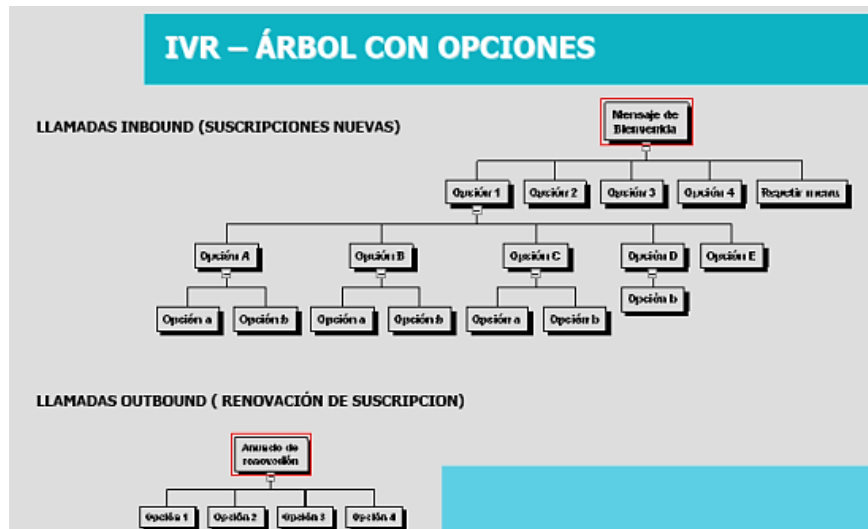 IVR – ÁRBOL CON OPCIONES
LLAMADAS INBOUND (SUSCRIPCIONES NUEVAS)
Mensaje de
Bienvenida
Opción 1
Opción 2
Opción 3
Opción 4
Repetir menu
Opción A
Opción B
Opción C
Opción D
Opción E
Opción b
Opción a
Opción b
Opción a
Opción b
Opción a
Opción b
LLAMADAS OUTBOUND ( RENOVACIÓN DE SUSCRIPCION)
Anuncio de
renovación
Opción 1
Opción 2
Opción 3
Opción 4